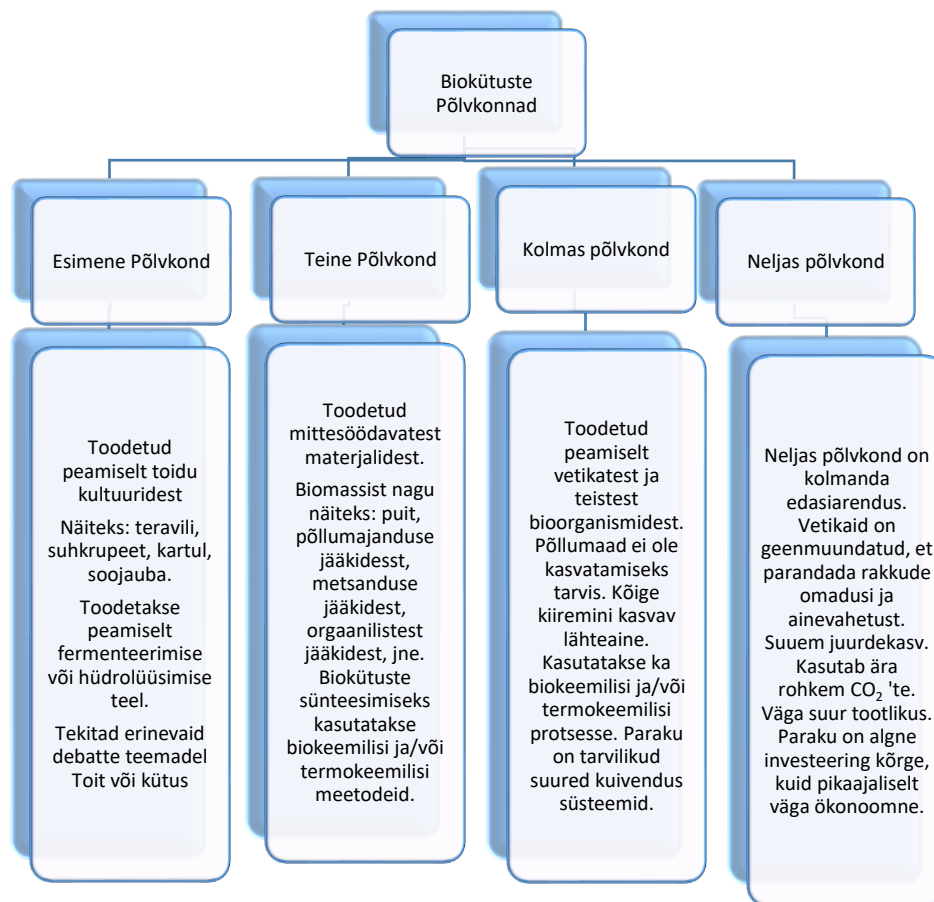 Biokütuste
Põlvkonnad
Esimene Põlvkond
Teine Põlvkond
Kolmas põlvkond
Neljas põlvkond
Toodetud
peamiselt toidu
kultuuridest
Näiteks: teravili,
suhkrupeet, kartul,
soojauba.
Toodetakse
peamiselt
fermenteerimise
või hüdrolüüsimise
teel.
Tekitad erinevaid
debatte teemadel
Toit või kütus
Toodetud
mittesöödavatest
materjalidest.
Biomassist nagu
näiteks: puit,
põllumajanduse
jääkidesst,
metsanduse
jääkidest,
orgaanilistest
jääkidest, jne.
Biokütuste
sünteesimiseks
kasutatakse
biokeemilisi ja/või
termokeemilisi
meetodeid.
Toodetud
peamiselt
vetikatest ja
teistest
bioorganismidest.
Põllumaad ei ole
kasvatamiseks
tarvis. Kõige
kiiremini kasvav
lähteaine.
Kasutatakse ka
biokeemilisi ja/või
termokeemilisi
protsesse. Paraku
on tarvilikud
suured kuivendus
süsteemid.
Neljas põlvkond on
kolmanda
edasiarendus.
Vetikaid on
geenmuundatud, et
parandada rakkude
omadusi ja
ainevahetust.
Suuem juurdekasv.
Kasutab ära
rohkem CO₂ 'te.
Väga suur tootlikus.
Paraku on algne
investeering kõrge,
kuid pikaajaliselt
väga ökonoomne.